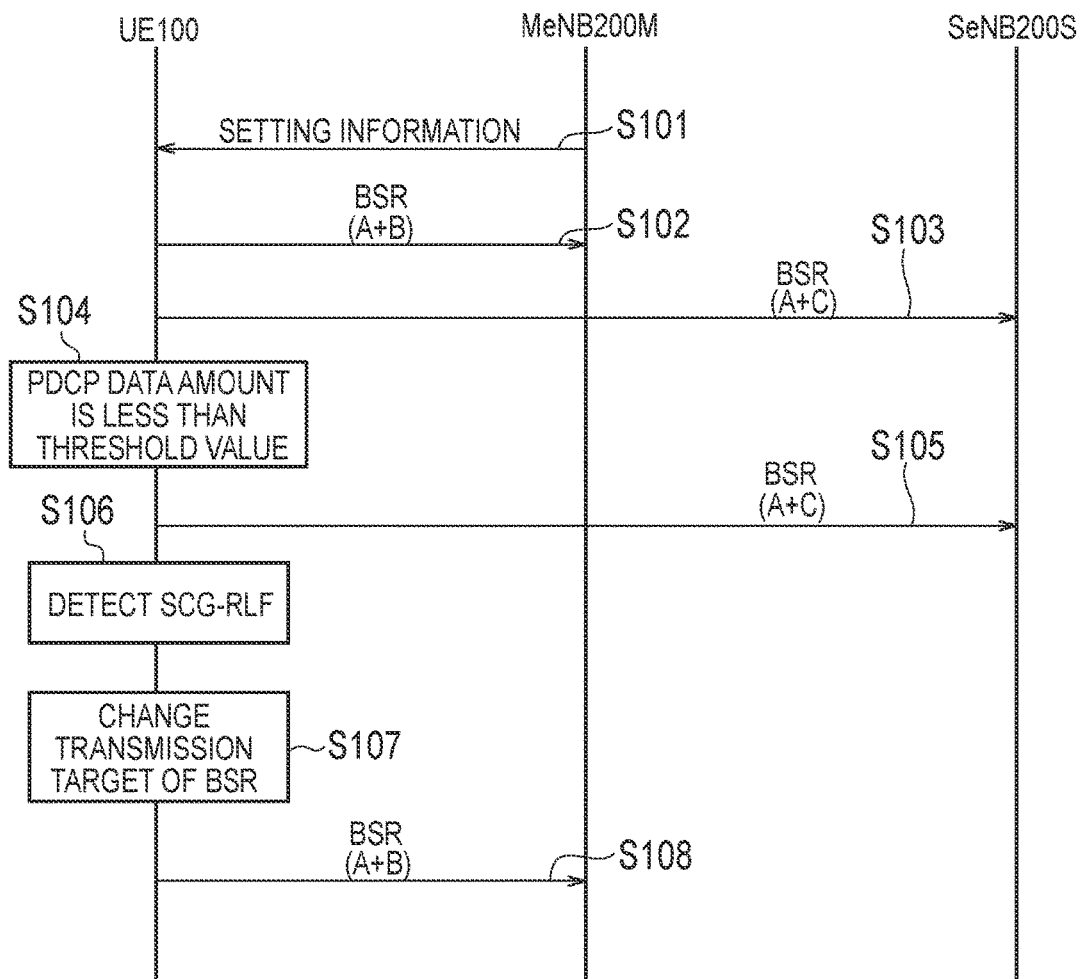 UE100
MeNB200M
SeNB200S
SETTING INFORMATION
S101
BSR
(A+B)
S102
BSR
(A+C)
S103
S104
PDCP DATA AMOUNT
IS LESS THAN
THRESHOLD VALUE
BSR
(A+C)
S105
S106
DETECT SCG-RLF
CHANGE
TRANSMISSION
TARGET OF BSR
S107
BSR
(A+B)
S108